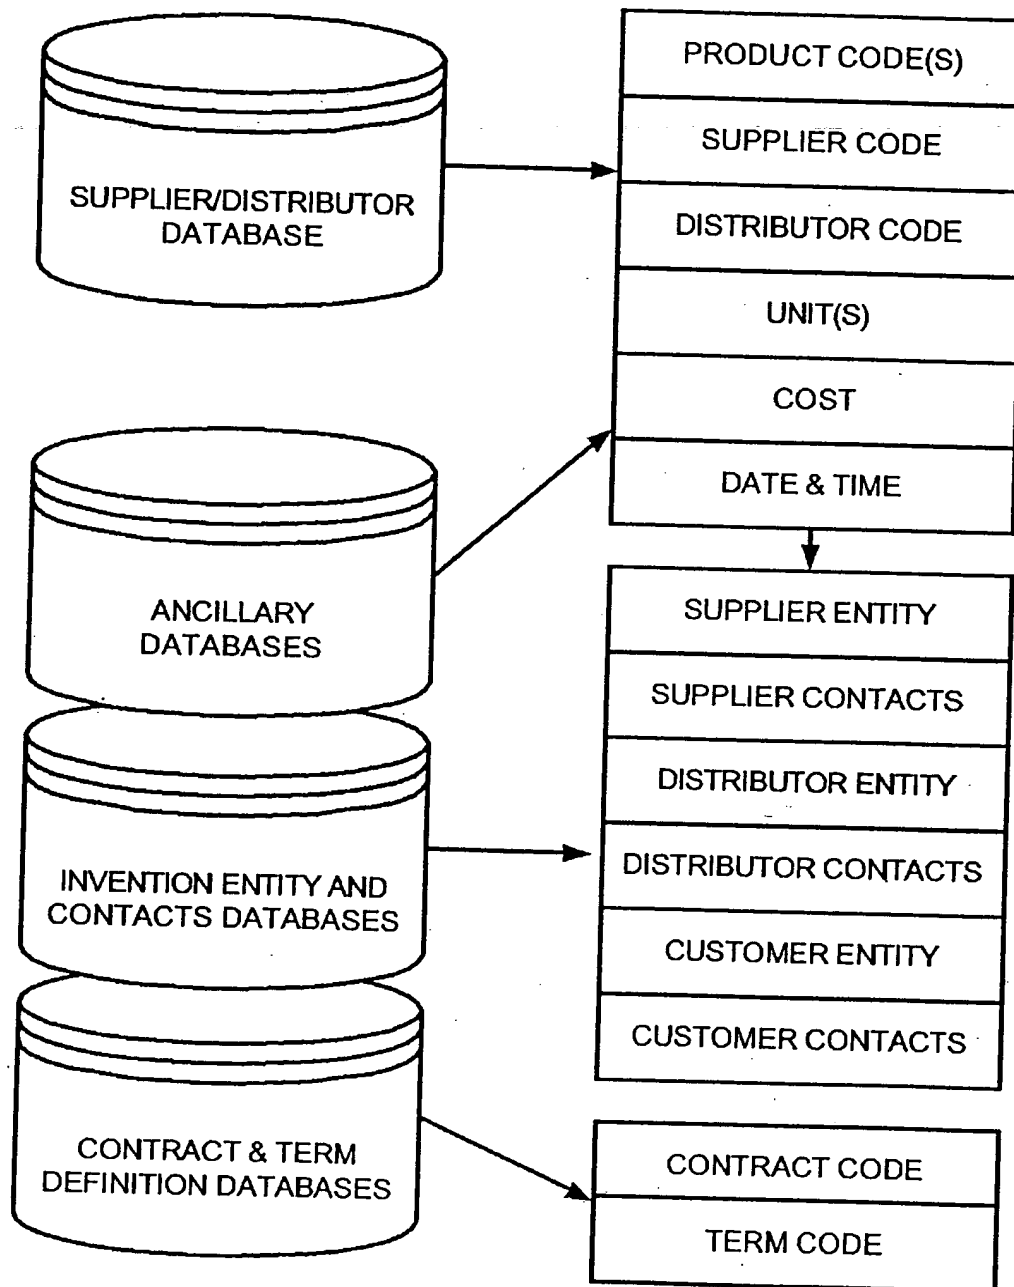 SUPPLIER/DISTRIBUTOR
DATABASE
ANCILLARY
DATABASES
INVENTION ENTITY AND
CONTACTS DATABASES
CONTRACT & TERM
DEFINITION DATABASES
PRODUCT CODE(S)
SUPPLIER CODE
DISTRIBUTOR CODE
UNIT(S)
COST
DATE & TIME
SUPPLIER ENTITY
SUPPLIER CONTACTS
DISTRIBUTOR ENTITY
DISTRIBUTOR CONTACTS
CUSTOMER ENTITY
CUSTOMER CONTACTS
CONTRACT CODE
TERM CODE